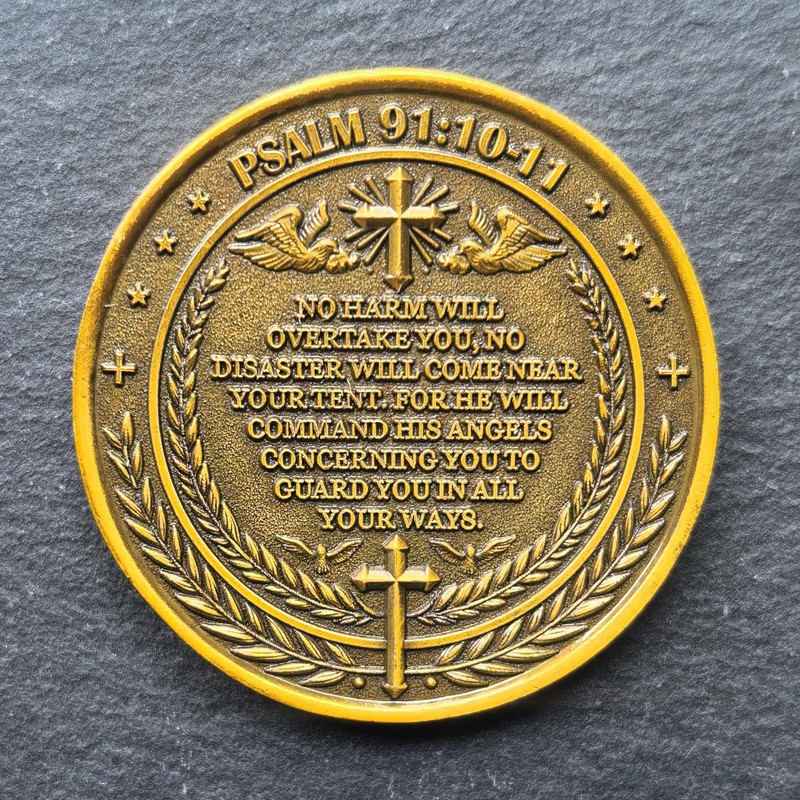 PSALM 91:10-11
NO HARM WILL
OVERTAKE YOU, NO
DISASTER WILL COME NEAR
YOUR TENT. FOR HE WILL
COMMAND HIS ANGELS
CONCERNING YOU TO
GUARD YOU IN ALL
YOUR WAYS.